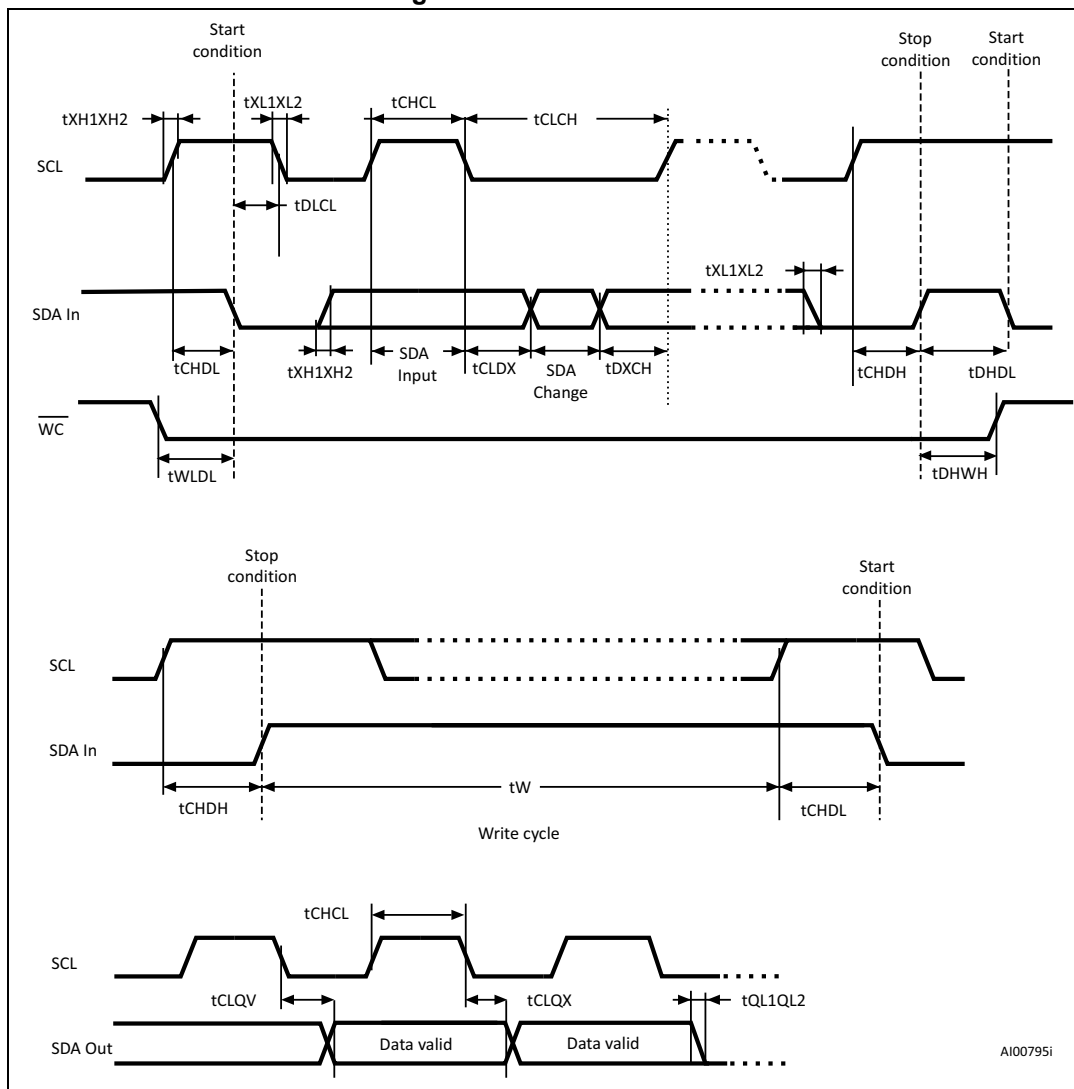 Start
condition
Stop
condition
Start
condition
tXH1XH2
tXL1XL2
tCHCL
tCLCH
SCL
tDLCL
tXL1XL2
SDA In
tCHDL
tXH1XH2
SDA
Input
tCLDX
SDA
Change
tDXCH
tCHDH
tDHDL
WC
tWLDL
tDHWH
Stop
condition
Start
condition
SCL
SDA In
tCHDH
tW
tCHDL
Write cycle
tCHCL
SCL
tCLQV
tCLQX
tQL1QL2
SDA Out
Data valid
Data valid
AI00795i